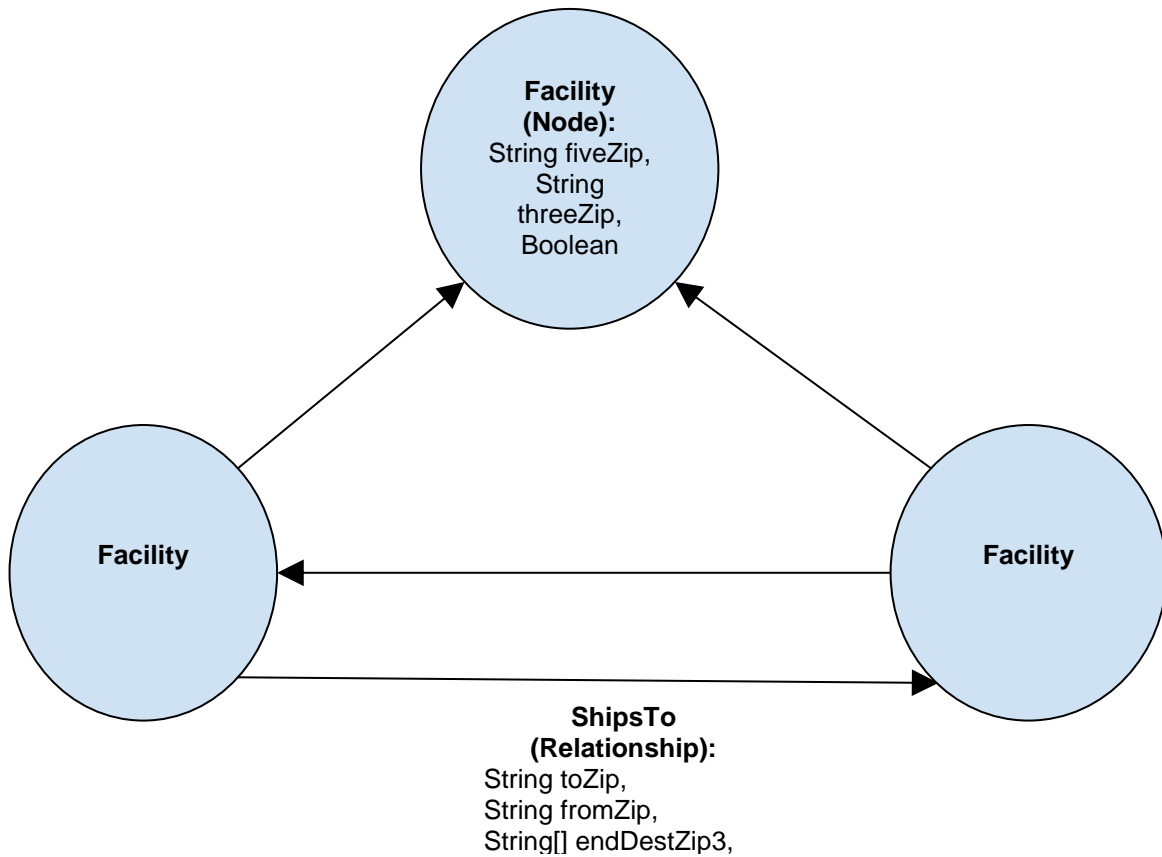 Facility
(Node):
String fiveZip,
String
threeZip,
Boolean
Facility
Facility
ShipsTo
(Relationship):
String toZip,
String fromZip,
String[] endDestZip3,